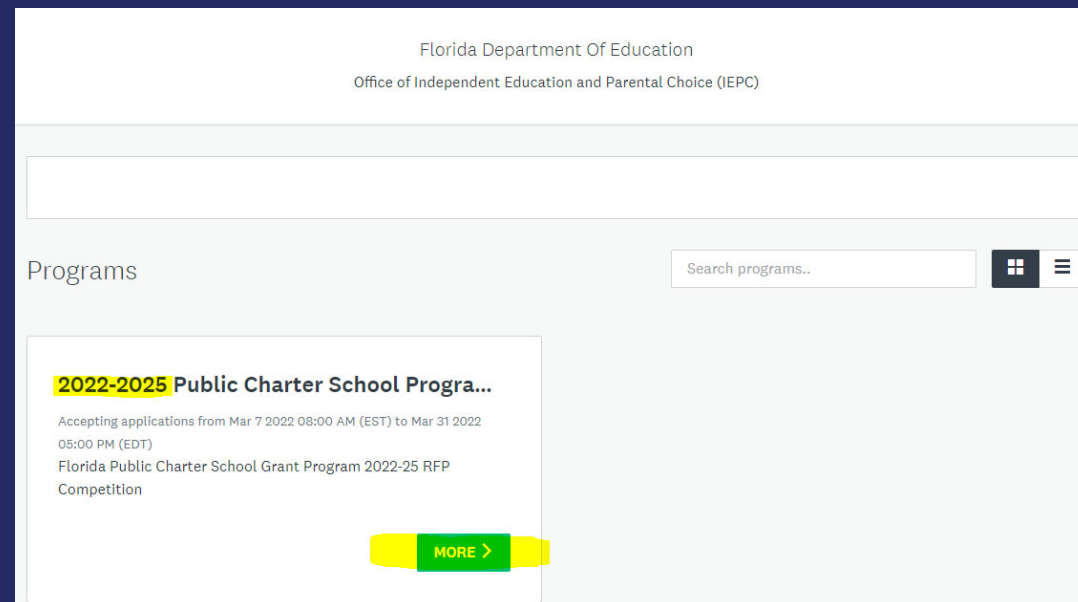 Florida Department Of Education
Office of Independent Education and Parental Choice (IEPC)
Programs
Search programs..
2022-2025 Public Charter School Progra...
Accepting applications from Mar 7 2022 08:00 AM (EST) to Mar 31 2022
05:00 PM (EDT)
Florida Public Charter School Grant Program 2022-25 RFP
Competition
MORE >